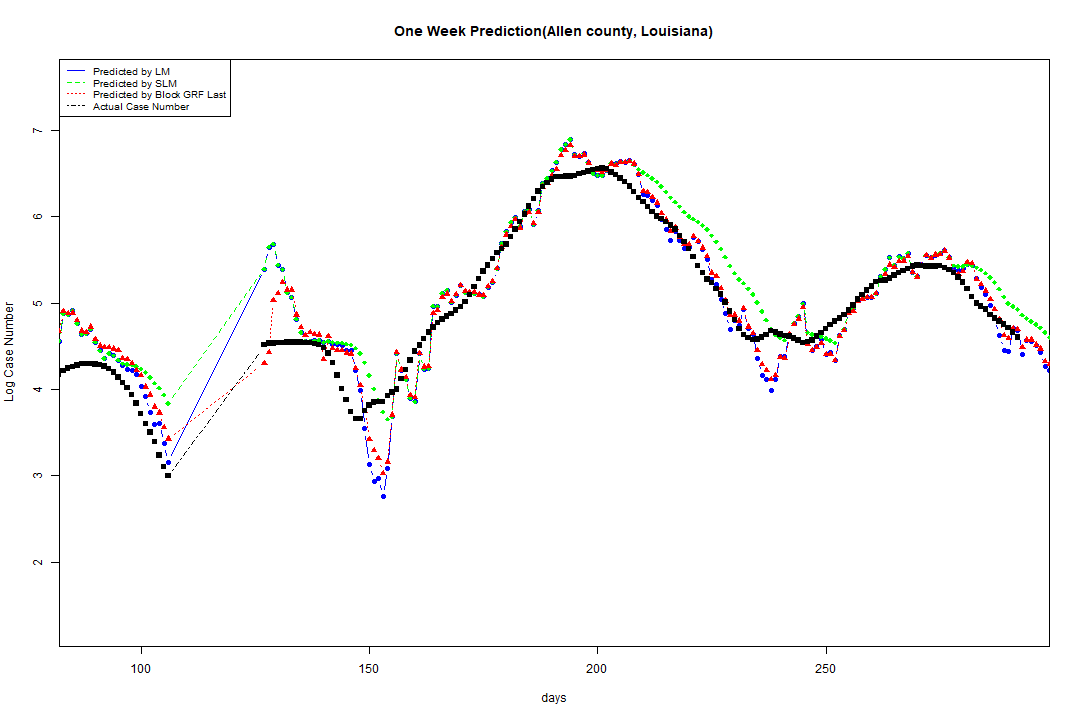 One Week Prediction(Allen county, Louisiana)
Predicted by LM
Predicted by SLM
Predicted by Block GRF Last
Actual Case Number
7
6
5
4
3
2
Log Case Number
100 150 200 250
days